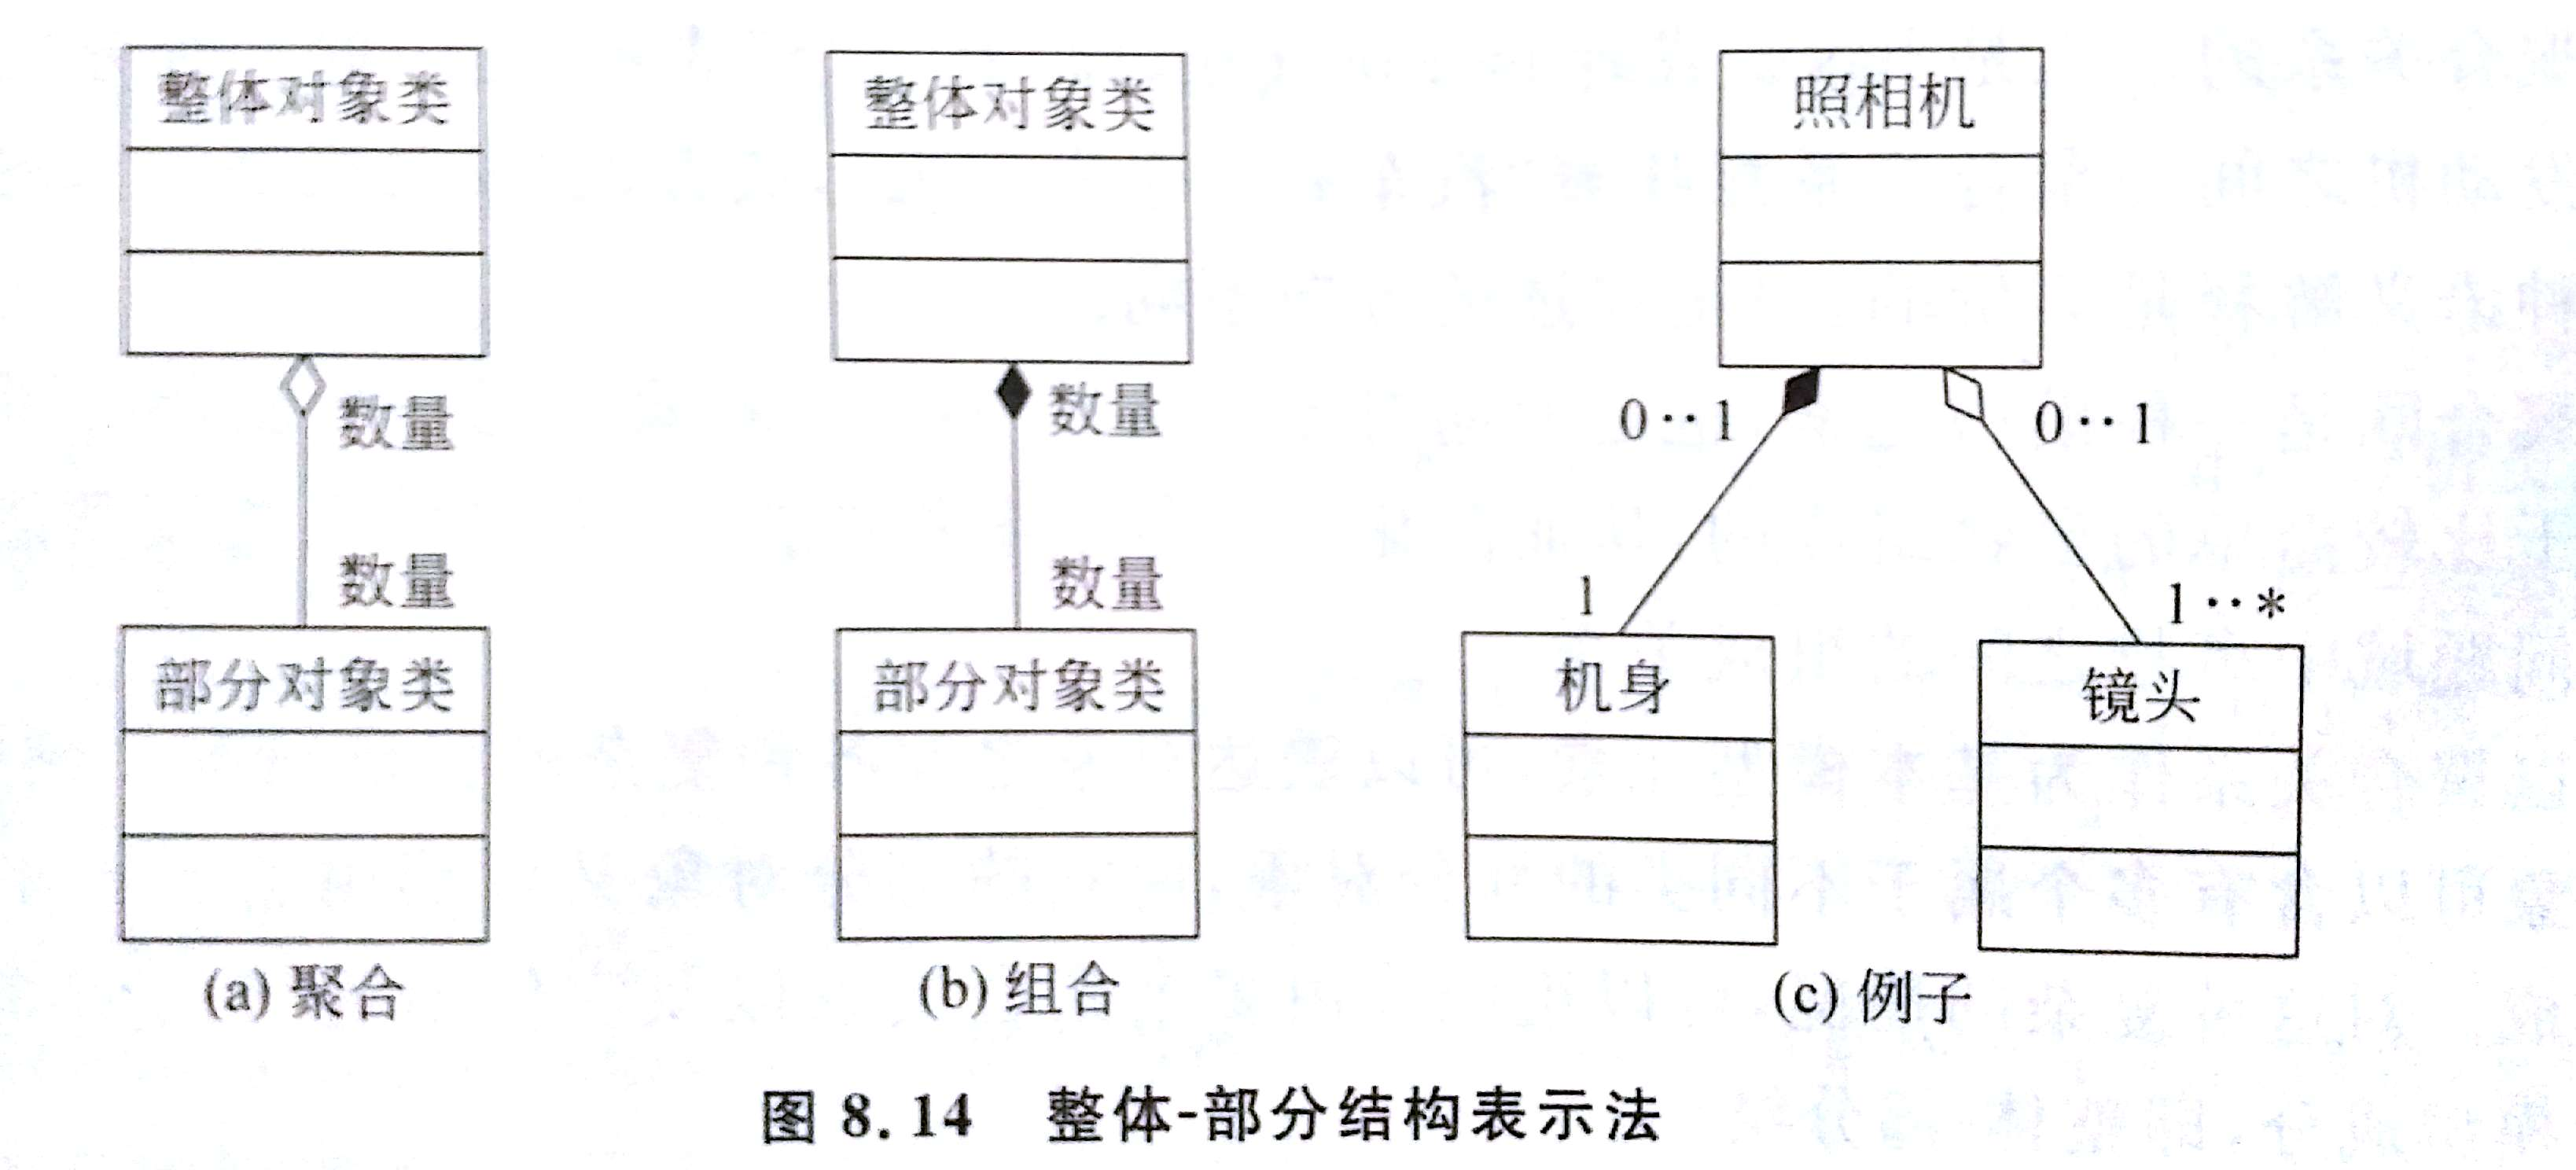 整体对象类
数量
数量
部分对象类
(a) 聚合
整体对象类
数量
数量
部分对象类
(b) 组合
照相机
0··1
0··1
1
1··*
机身
镜头
(c) 例子
图 8.14 整体-部分结构表示法